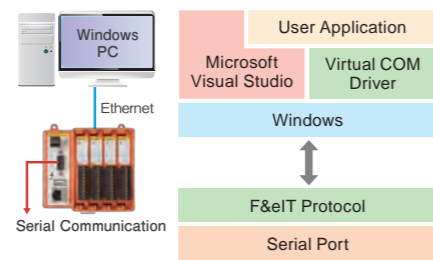 Windows
PC
Ethernet
Serial Communication
User Application
Microsoft
Visual Studio
Virtual COM
Driver
Windows
F&eIT Protocol
Serial Port